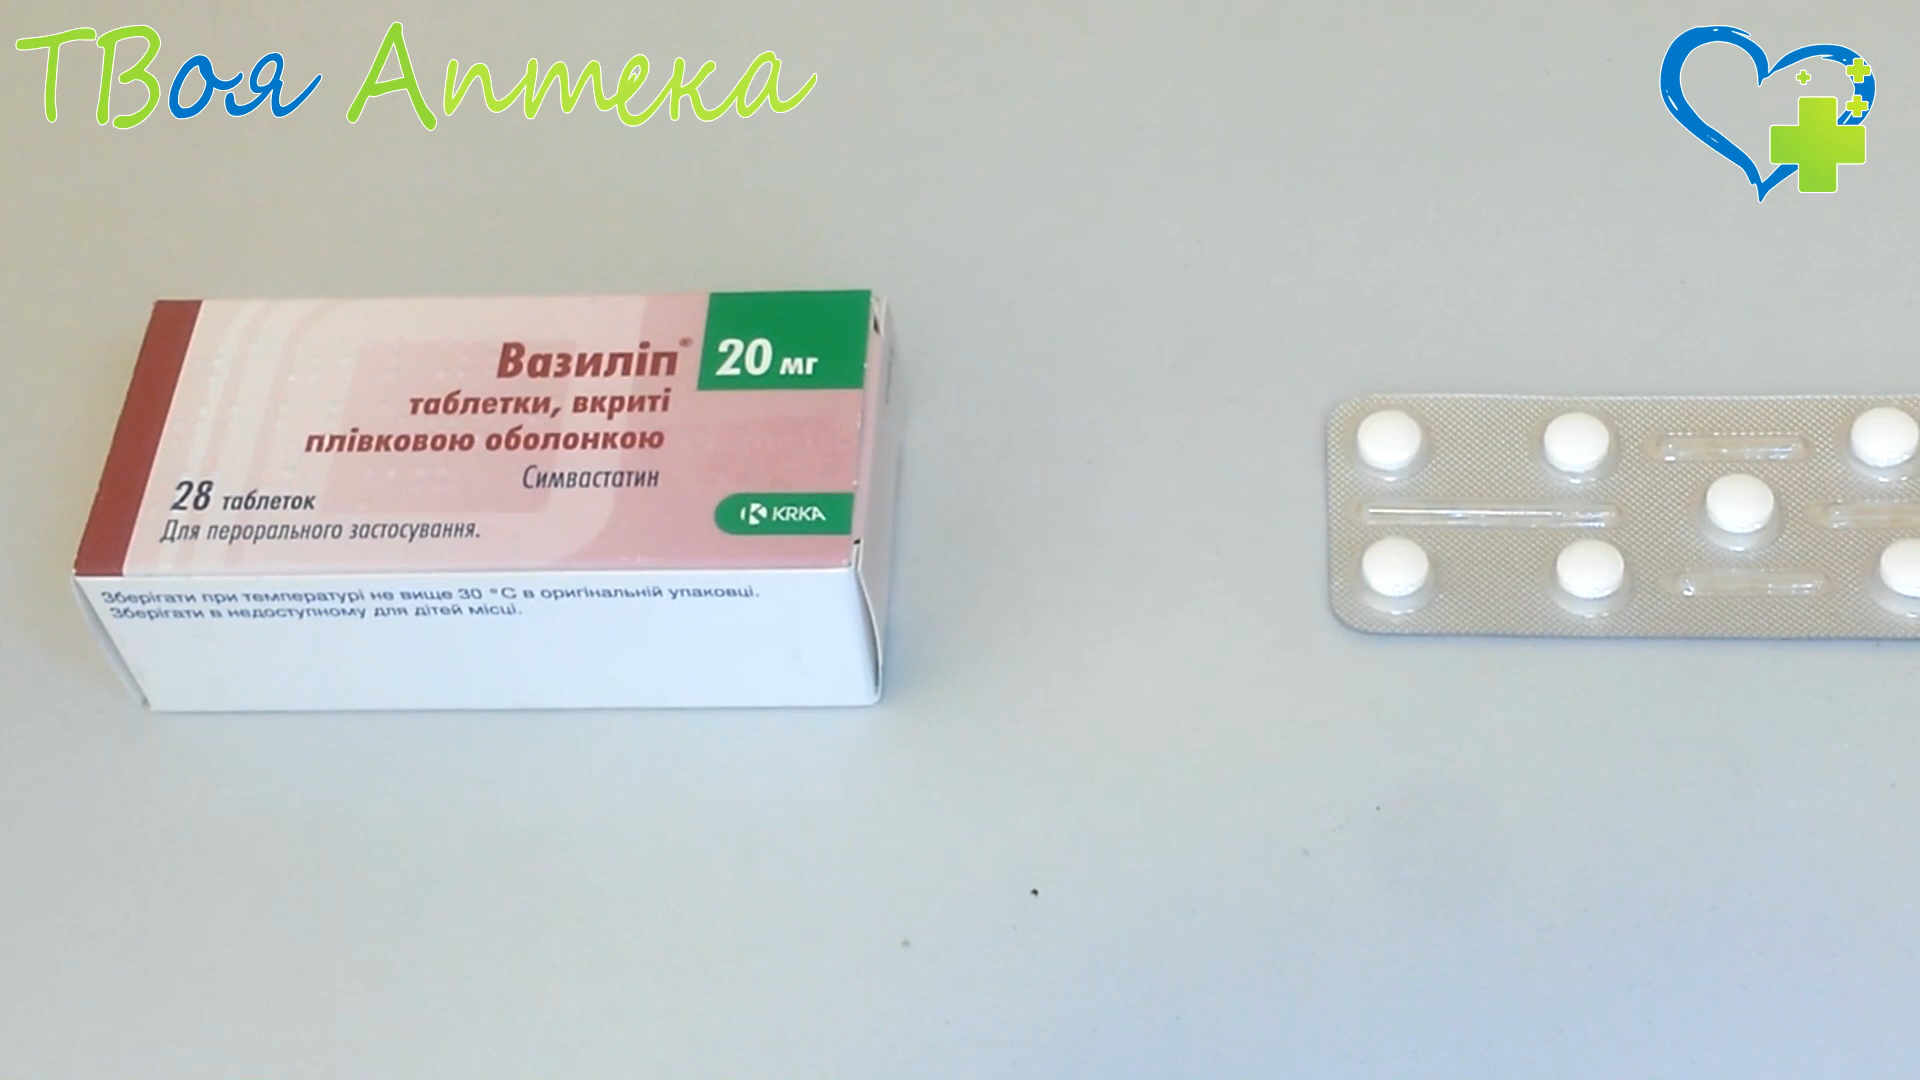 ТВоя Аптека
Вазиліп®
20 мг
таблетки, вкриті
плівковою оболонкою
Симвастатин
28 таблеток
Для перорального застосування.
KRKA
Зберігати при температурі не вище 30 °С в оригінальній упаковці.
Зберігати в недоступному для дітей місці.